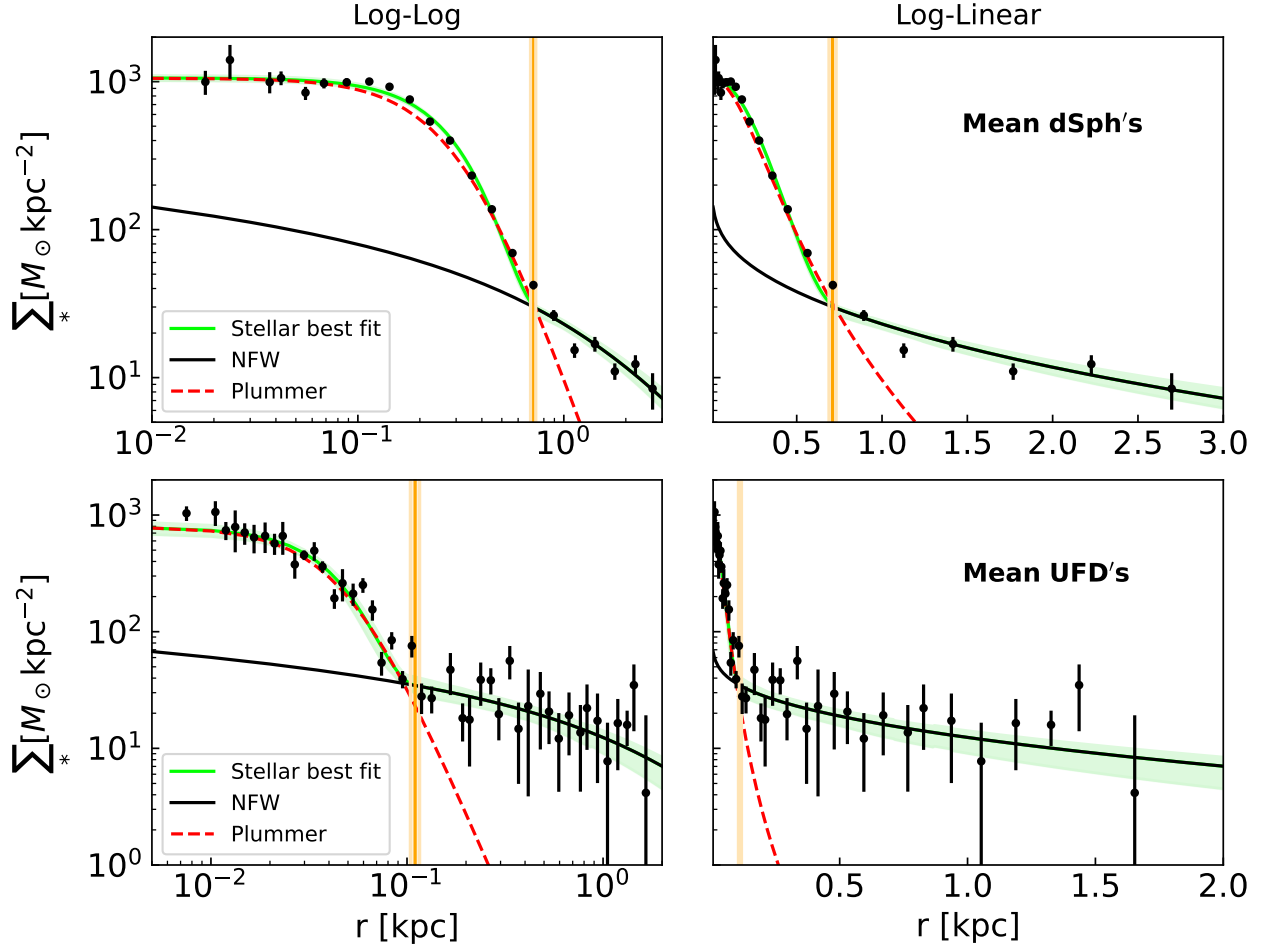 Log-Log
Log-Linear
∑* [M⊙ kpc⁻²]
10³
10²
10¹
Stellar best fit
NFW
Plummer
10⁻²
10⁻¹
10⁰
Mean dSph′s
0.5
1.0
1.5
2.0
2.5
3.0
∑* [M⊙ kpc⁻²]
10³
10²
10¹
10⁰
Stellar best fit
NFW
Plummer
10⁻²
10⁻¹
10⁰
r [kpc]
Mean UFD′s
0.5
1.0
1.5
2.0
r [kpc]